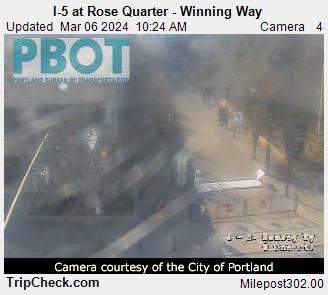 I-5 at Rose Quarter - Winning Way
Updated Mar 06 2024 10:24 AM Camera 4
PBOT
PORTLAND BUREAU OF TRANSPORTATION
Camera courtesy of the City of Portland
TripCheck.com Milepost302.00